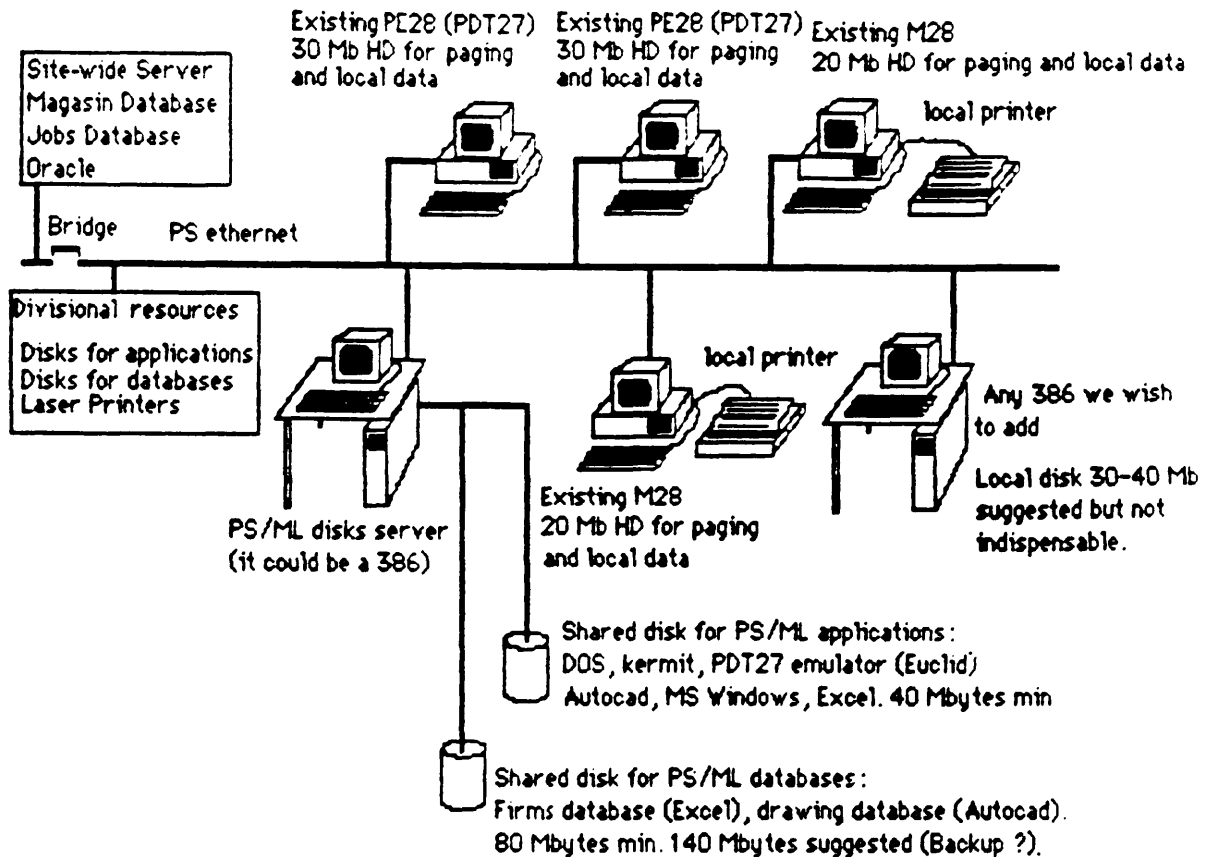 Existing PE28 (PDT27)
30 Mb HD for paging
and local data
Existing PE28 (PDT27)
30 Mb HD for paging
and local data
Existing M28
20 Mb HD for paging and local data
local printer
Site-wide Server
Magasin Database
Jobs Database
Oracle
Bridge
PS ethernet
Divisional resources
Disks for applications
Disks for databases
Laser Printers
PS/ML disks server
(it could be a 386)
local printer
Existing M28
20 Mb HD for paging
and local data
Any 386 we wish
to add
Local disk 30-40 Mb
suggested but not
indispensable.
Shared disk for PS/ML applications:
DOS, kermit, PDT27 emulator (Euclid)
Autocad, MS Windows, Excel. 40 Mbytes min
Shared disk for PS/ML databases:
Firms database (Excel), drawing database (Autocad).
80 Mbytes min. 140 Mbytes suggested (Backup ?).